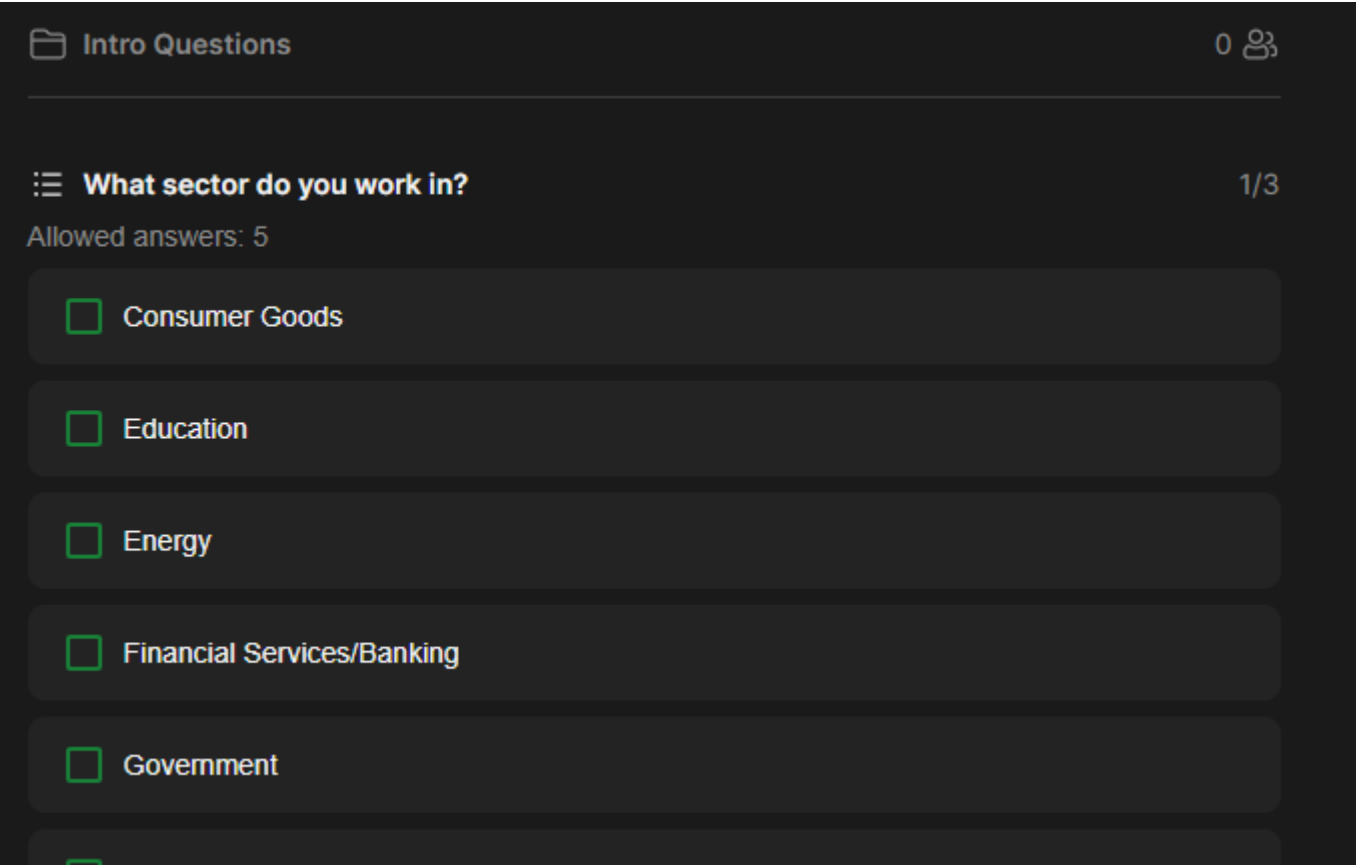 Intro Questions 0
What sector do you work in? 1/3
Allowed answers: 5
Consumer Goods
Education
Energy
Financial Services/Banking
Government